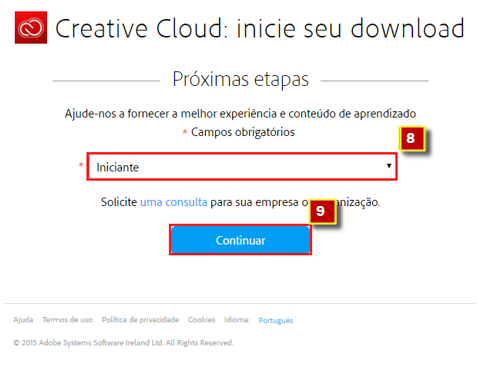 Creative Cloud: inicie seu download
Próximas etapas
Ajude-nos a fornecer a melhor experiência e conteúdo de aprendizado
* Campos obrigatórios
8
* Iniciante
Solicite uma consulta para sua empresa o
9
Continuar
Ajuda Termos de uso Política de privacidade Cookies Idioma: Português
© 2015 Adobe Systems Software Ireland Ltd. All Rights Reserved.